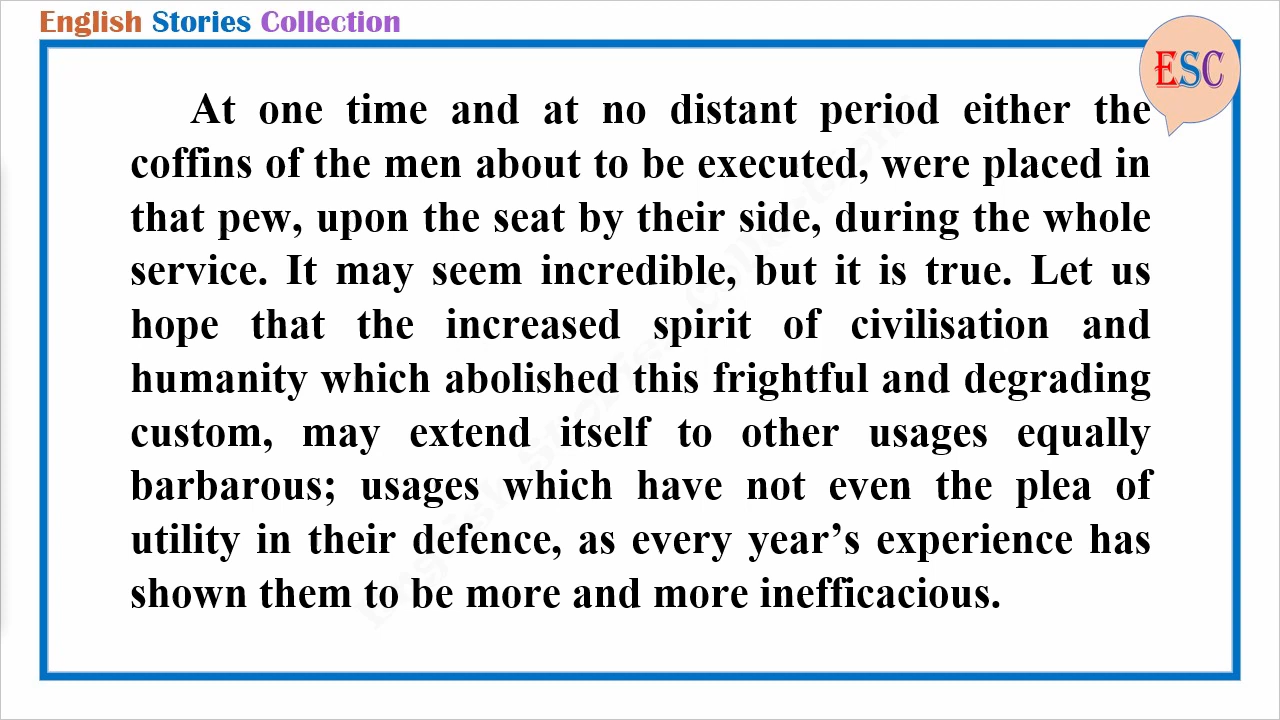 English Stories Collection
ESC
At one time and at no distant period either the
coffins of the men about to be executed, were placed in
that pew, upon the seat by their side, during the whole
service. It may seem incredible, but it is true. Let us
hope that the increased spirit of civilisation and
humanity which abolished this frightful and degrading
custom, may extend itself to other usages equally
barbarous; usages which have not even the plea of
utility in their defence, as every year’s experience has
shown them to be more and more inefficacious.
English Stories Collection